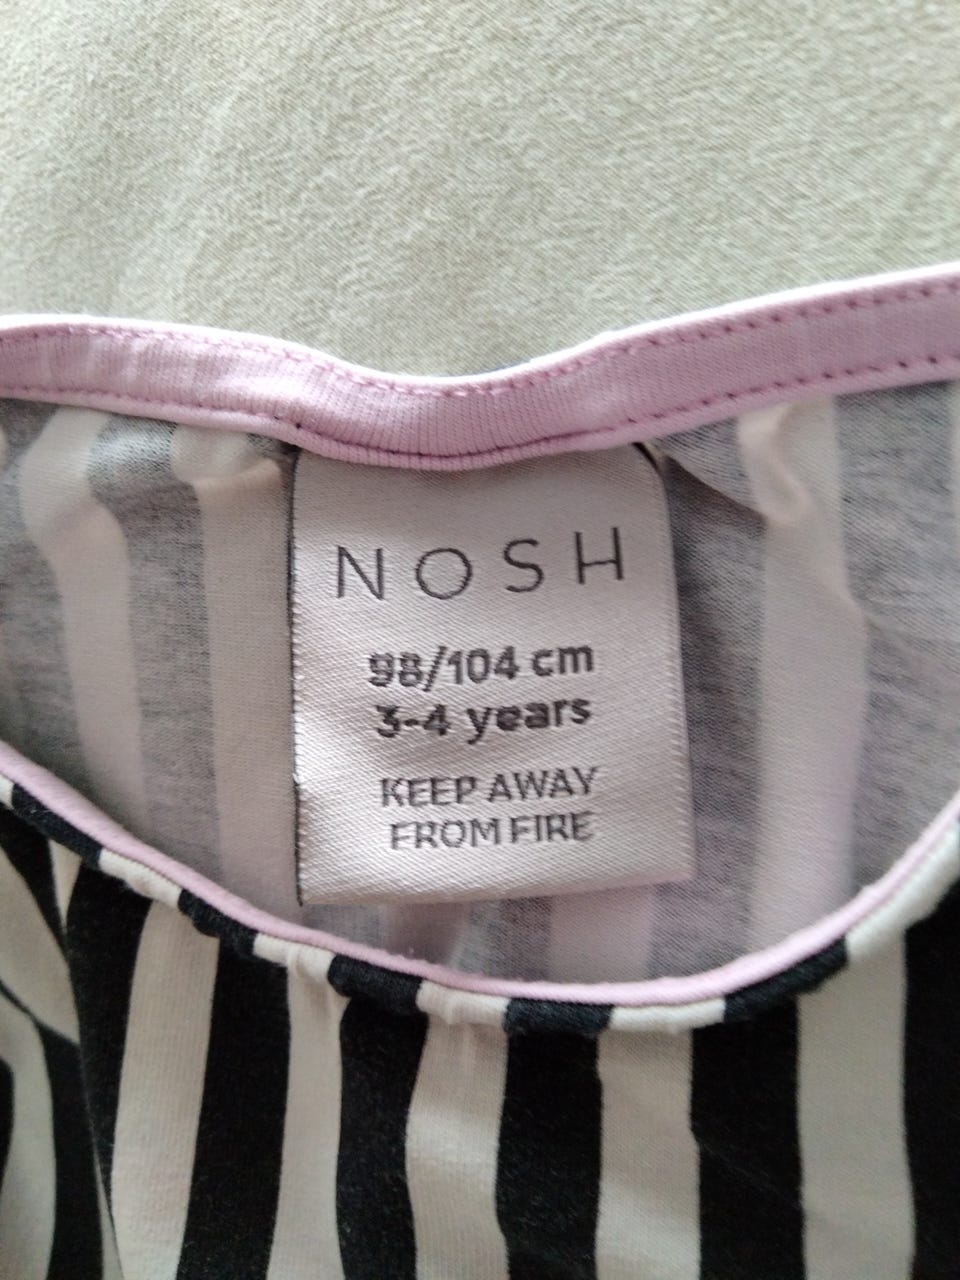 NOSH
98/104 cm
3-4 years
KEEP AWAY
FROM FIRE